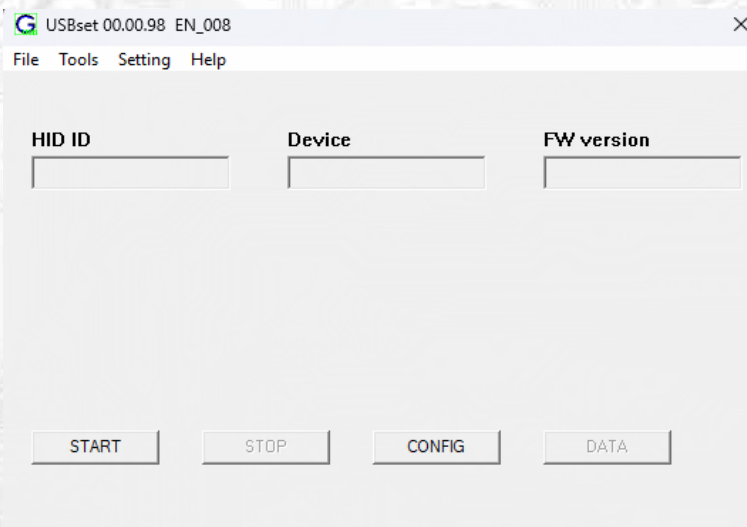 G USBset 00.00.98 EN_008
File Tools Setting Help
HID ID Device FW version
START STOP CONFIG DATA